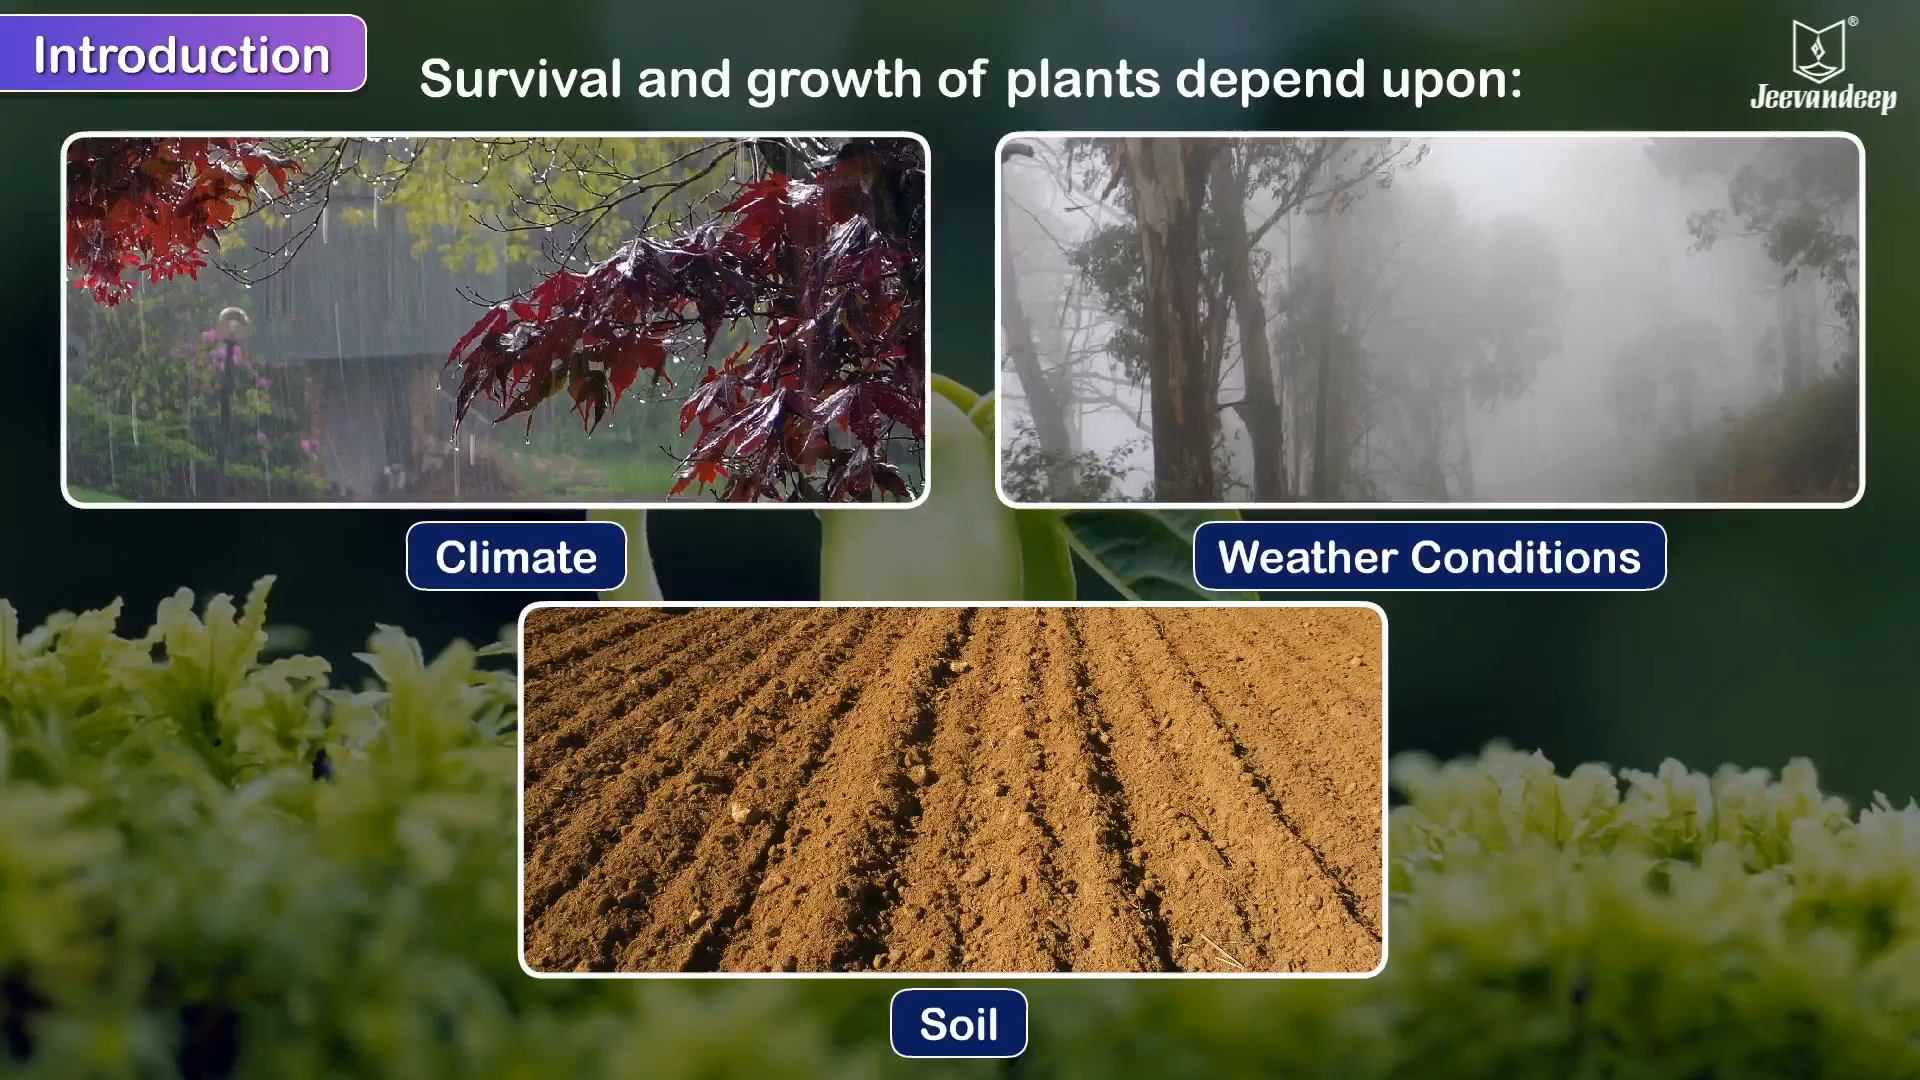 Introduction
Survival and growth of plants depend upon:
®
Jeevandeep
Climate
Weather Conditions
Soil